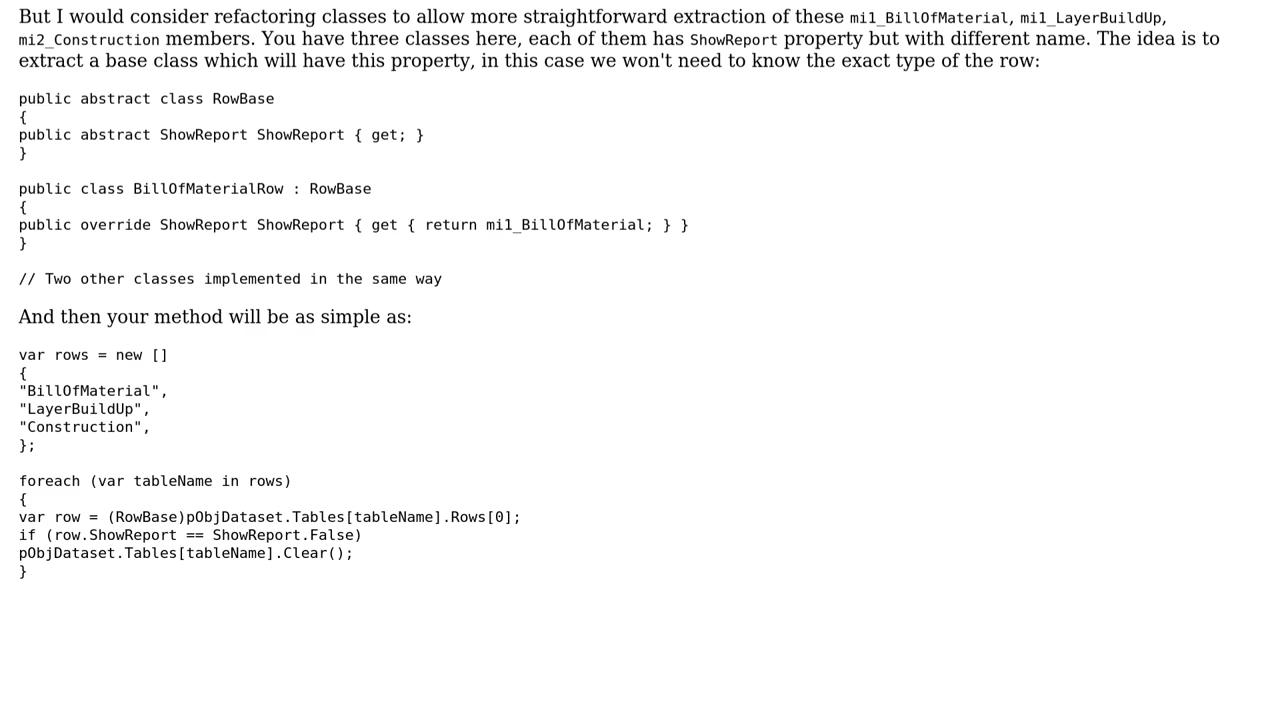 But I would consider refactoring classes to allow more straightforward extraction of these mi1_BillOfMaterial, mi1_LayerBuildUp,
mi2_Construction members. You have three classes here, each of them has ShowReport property but with different name. The idea is to
extract a base class which will have this property, in this case we won't need to know the exact type of the row:
public abstract class RowBase
{
public abstract ShowReport ShowReport { get; }
}
public class BillOfMaterialRow : RowBase
{
public override ShowReport ShowReport { get { return mi1_BillOfMaterial; } }
}
// Two other classes implemented in the same way
And then your method will be as simple as:
var rows = new []
{
"BillOfMaterial",
"LayerBuildUp",
"Construction",
};
foreach (var tableName in rows)
{
var row = (RowBase)pObjDataset.Tables[tableName].Rows[0];
if (row.ShowReport == ShowReport.False)
pObjDataset.Tables[tableName].Clear();
}